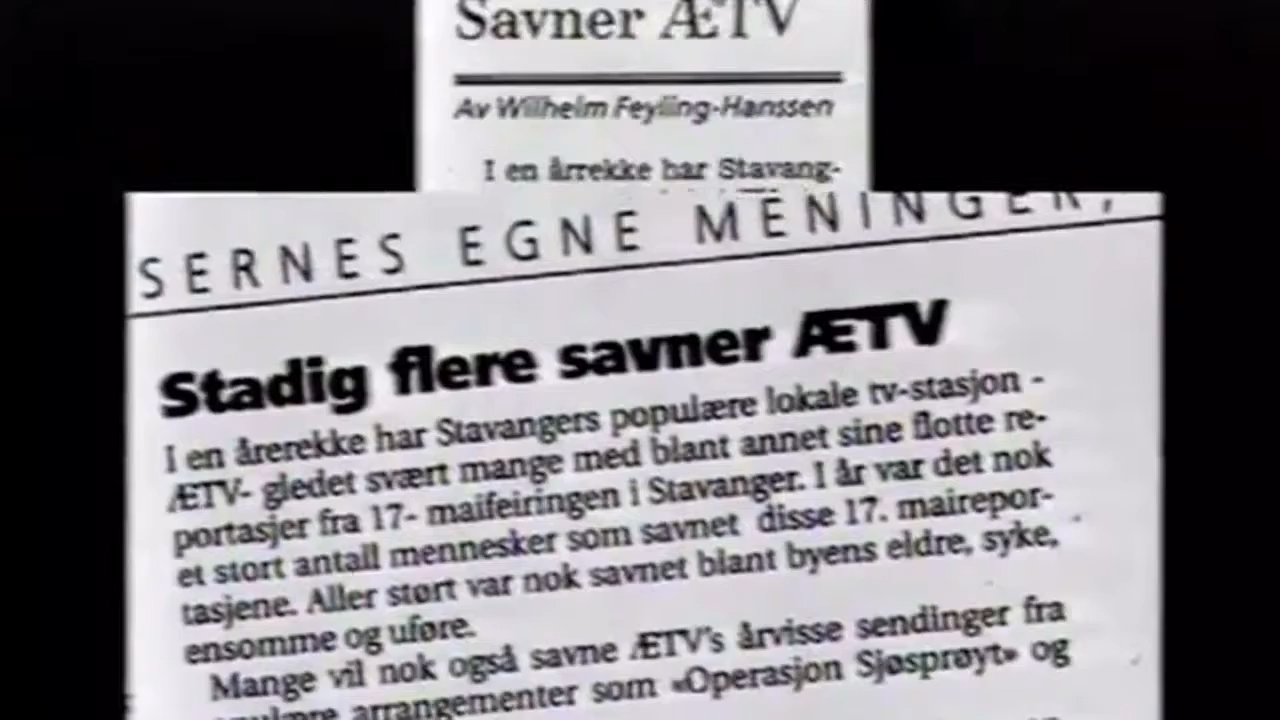 Savner ÆTV
Av Wilhelm Feyling-Hanssen
I en årrekke har Stavang-
SERNES EGNE MENINGER,
Stadig flere savner ÆTV
I en årerekke har Stavangers populære lokale tv-stasjon -
ÆTV- gledet svært mange med blant annet sine flotte re-
portasjer fra 17- maifeiringen i Stavanger. I år var det nok
et stort antall mennesker som savnet disse 17. mairepor-
tasjene. Aller størt var nok savnet blant byens eldre, syke,
ensomme og uføre.
Mange vil nok også savne ÆTV's årvisse sendinger fra
arrangementer som «Operasjon Sjøsprøyt» og